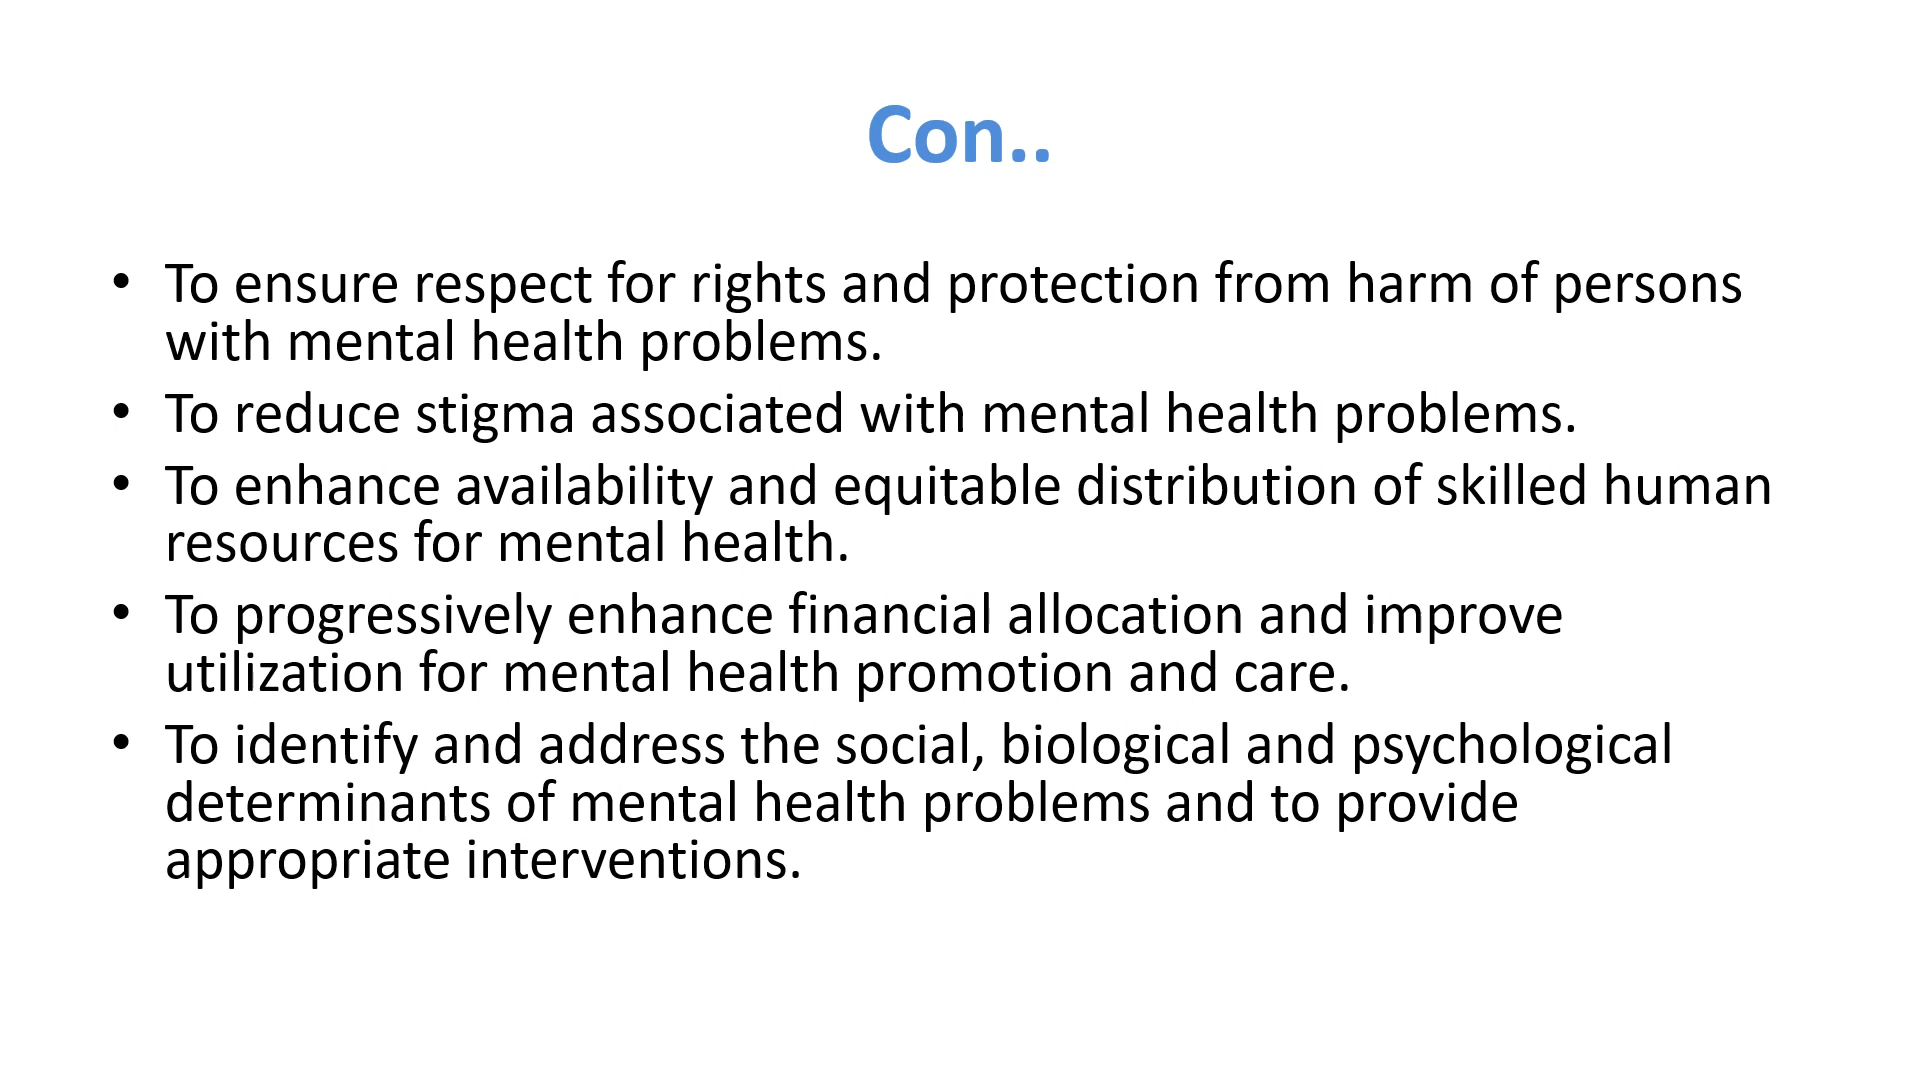 Con..
• To ensure respect for rights and protection from harm of persons
with mental health problems.
• To reduce stigma associated with mental health problems.
• To enhance availability and equitable distribution of skilled human
resources for mental health.
• To progressively enhance financial allocation and improve
utilization for mental health promotion and care.
• To identify and address the social, biological and psychological
determinants of mental health problems and to provide
appropriate interventions.